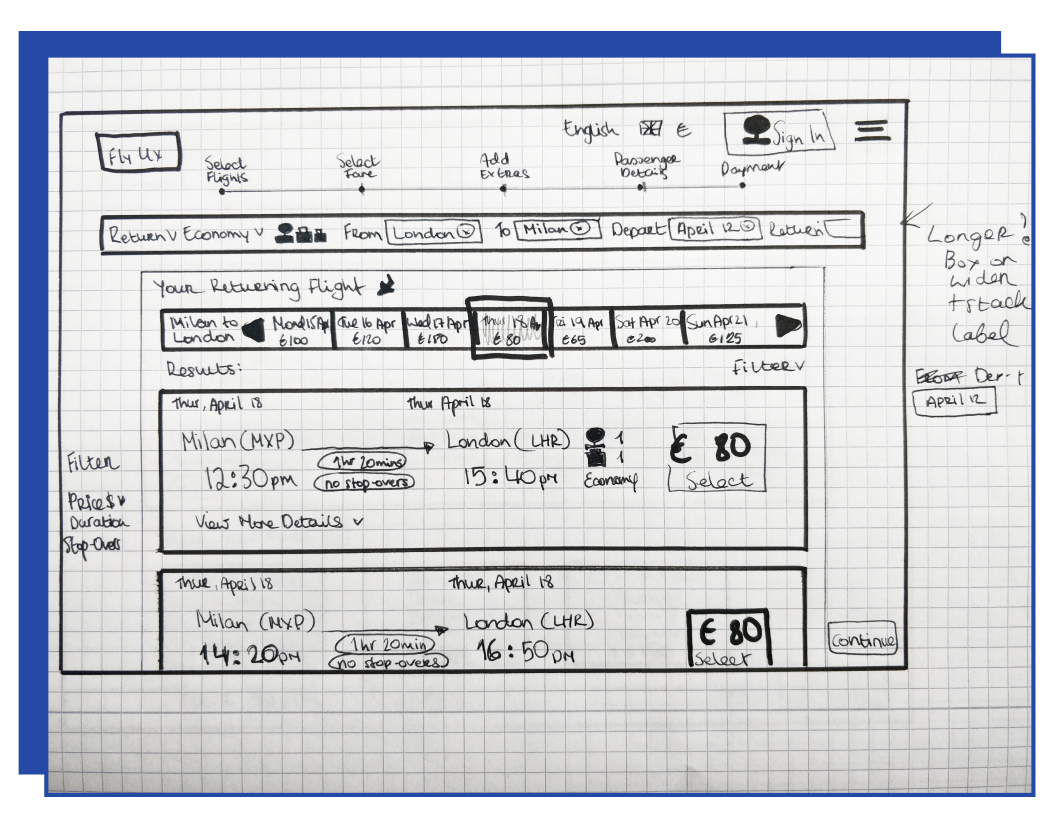 Fly Ux
English € Sign In
Select Flights
Select Fare
Add Extras
Passenger Details
Payment
Return v Economy v From London ⓧ To Milan ⓧ Depart April 12 ⓧ Return
Your Returning Flight
Milan to London
Mond 15 Apr €100
Tue 16 Apr €120
Wed 17 Apr
Thur 18 Ap €80
Fri 19 Apr €65
Sat Apr 20 €200
Sun Apr 21 €125
Results:
Filter v
Thur, April 18
Thur April 18
Milan (MXP)
London (LHR)
1
1hr 20mins
1
12:30pm
no stop-overs
15:40pm
Economy
€ 80
Select
View More Details v
Thur, April 18
Thur, April 18
Milan (MXP)
London (LHR)
1hr 20min
14:20pm
no stop-overs
16:50pm
€ 80
Select
Filter
Price $ v
Duration
Stop-Overs
Continue
Longer?
Box or
widen
+ stack
Label
April 12